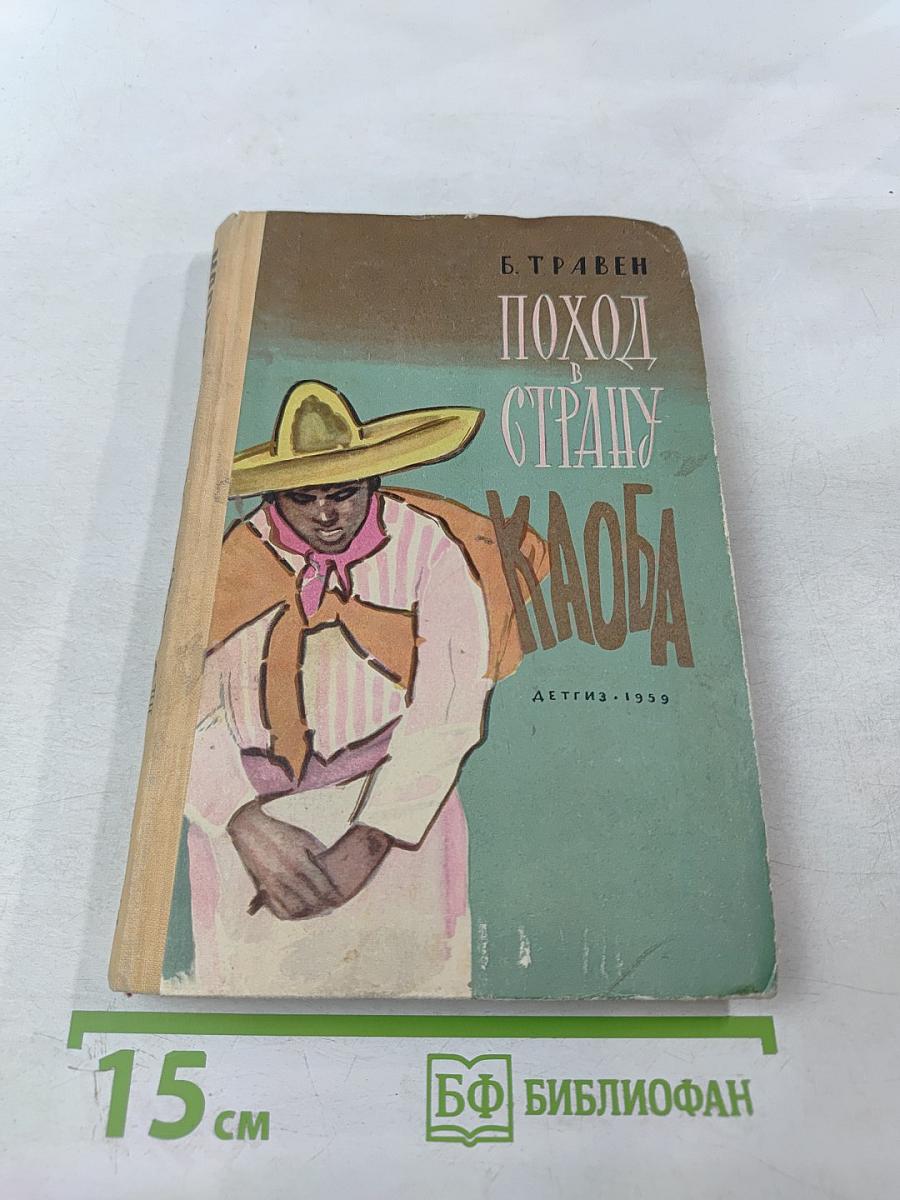 Б. ТРАВЕН
ПОХОД
В
СТРАНУ
КАОБА
ДЕТГИЗ • 1959
15 см
БФ БИБЛИОФАН